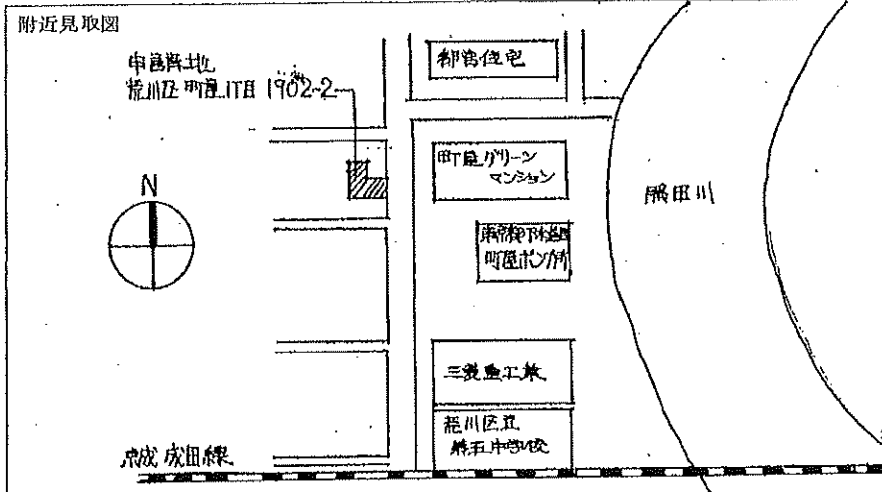 附近見取図
申請敷地
荒川区 町屋1丁目 1902-2
都営住宅
N
町屋グリーン
マンション
隅田川
東京都下水道局
町屋ポンプ所
三菱重工㈱
荒川区立
第五中学校
京成 成田線